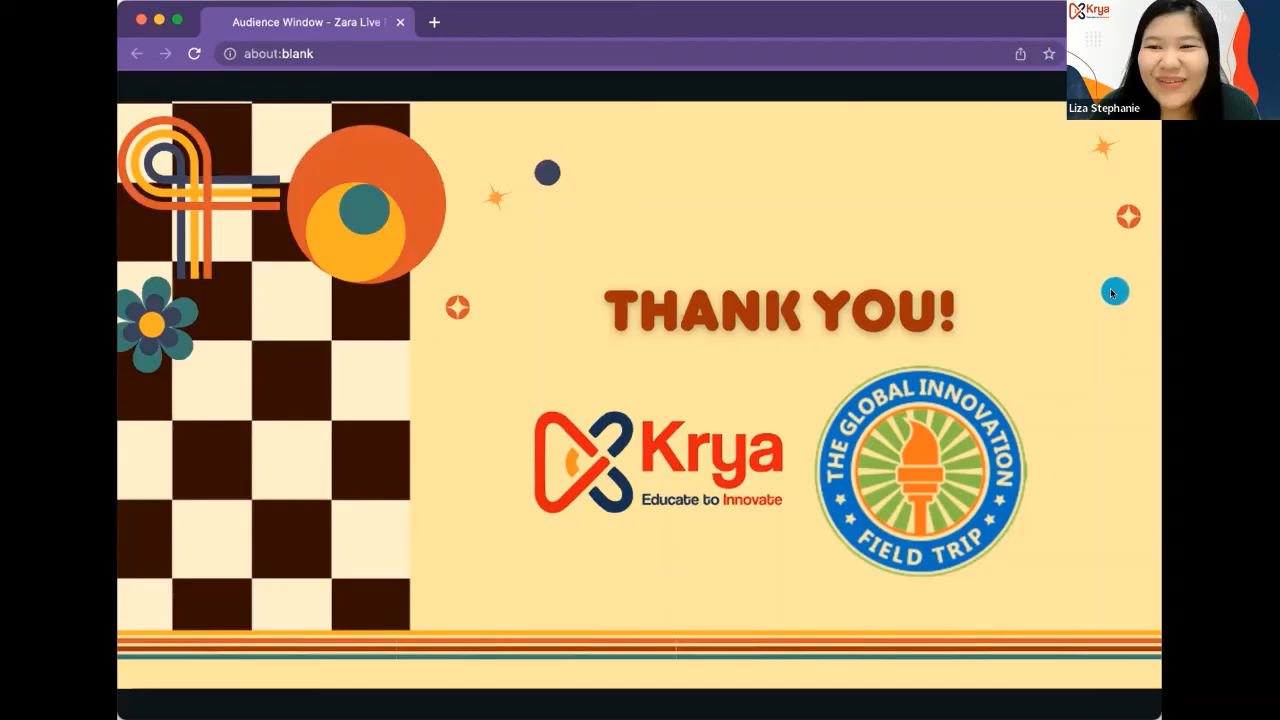 Audience Window - Zara Live
about:blank
Krya
Liza Stephanie
THANK YOU!
Krya
Educate to Innovate
THE GLOBAL INNOVATION
FIELD TRIP